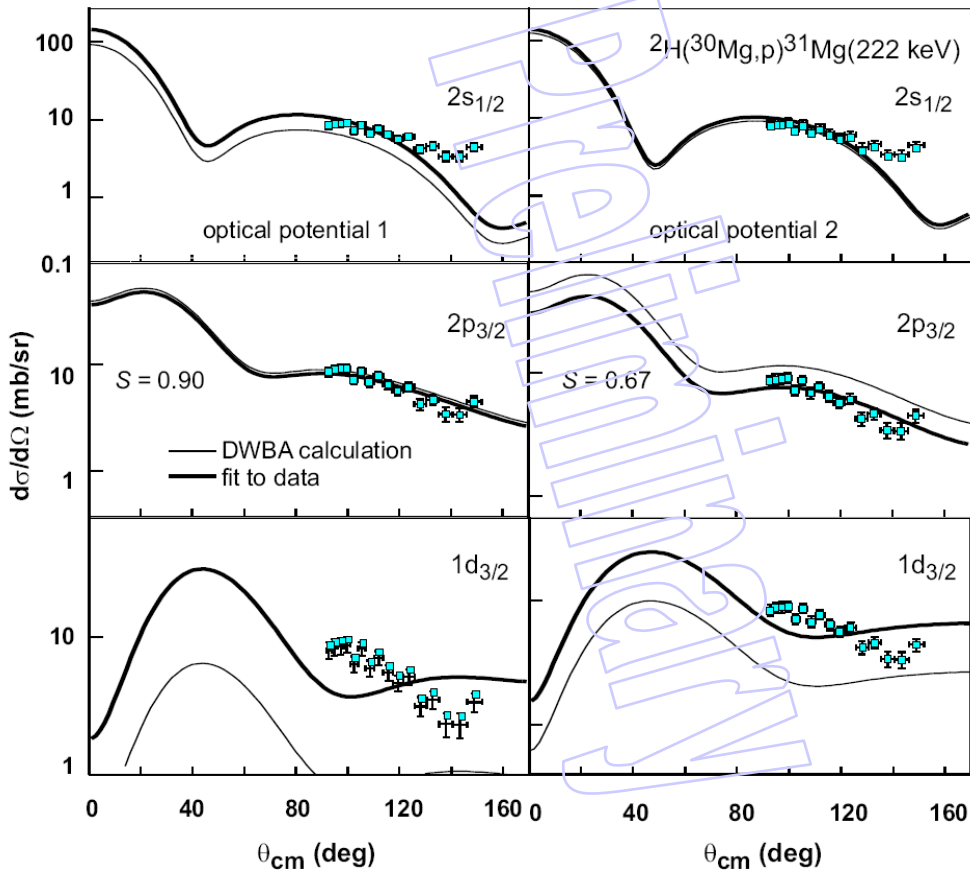 ²H(³⁰Mg,p)³¹Mg(222 keV)
100
2s₁/₂
2s₁/₂
10
1
optical potential 1
optical potential 2
0.1
2p₃/₂
2p₃/₂
10
S = 0.90
S = 0.67
DWBA calculation
fit to data
1
dσ/dΩ (mb/sr)
1d₃/₂
1d₃/₂
10
1
0 40 80 120 160
0 40 80 120 160
θcm (deg)
θcm (deg)
Preliminary